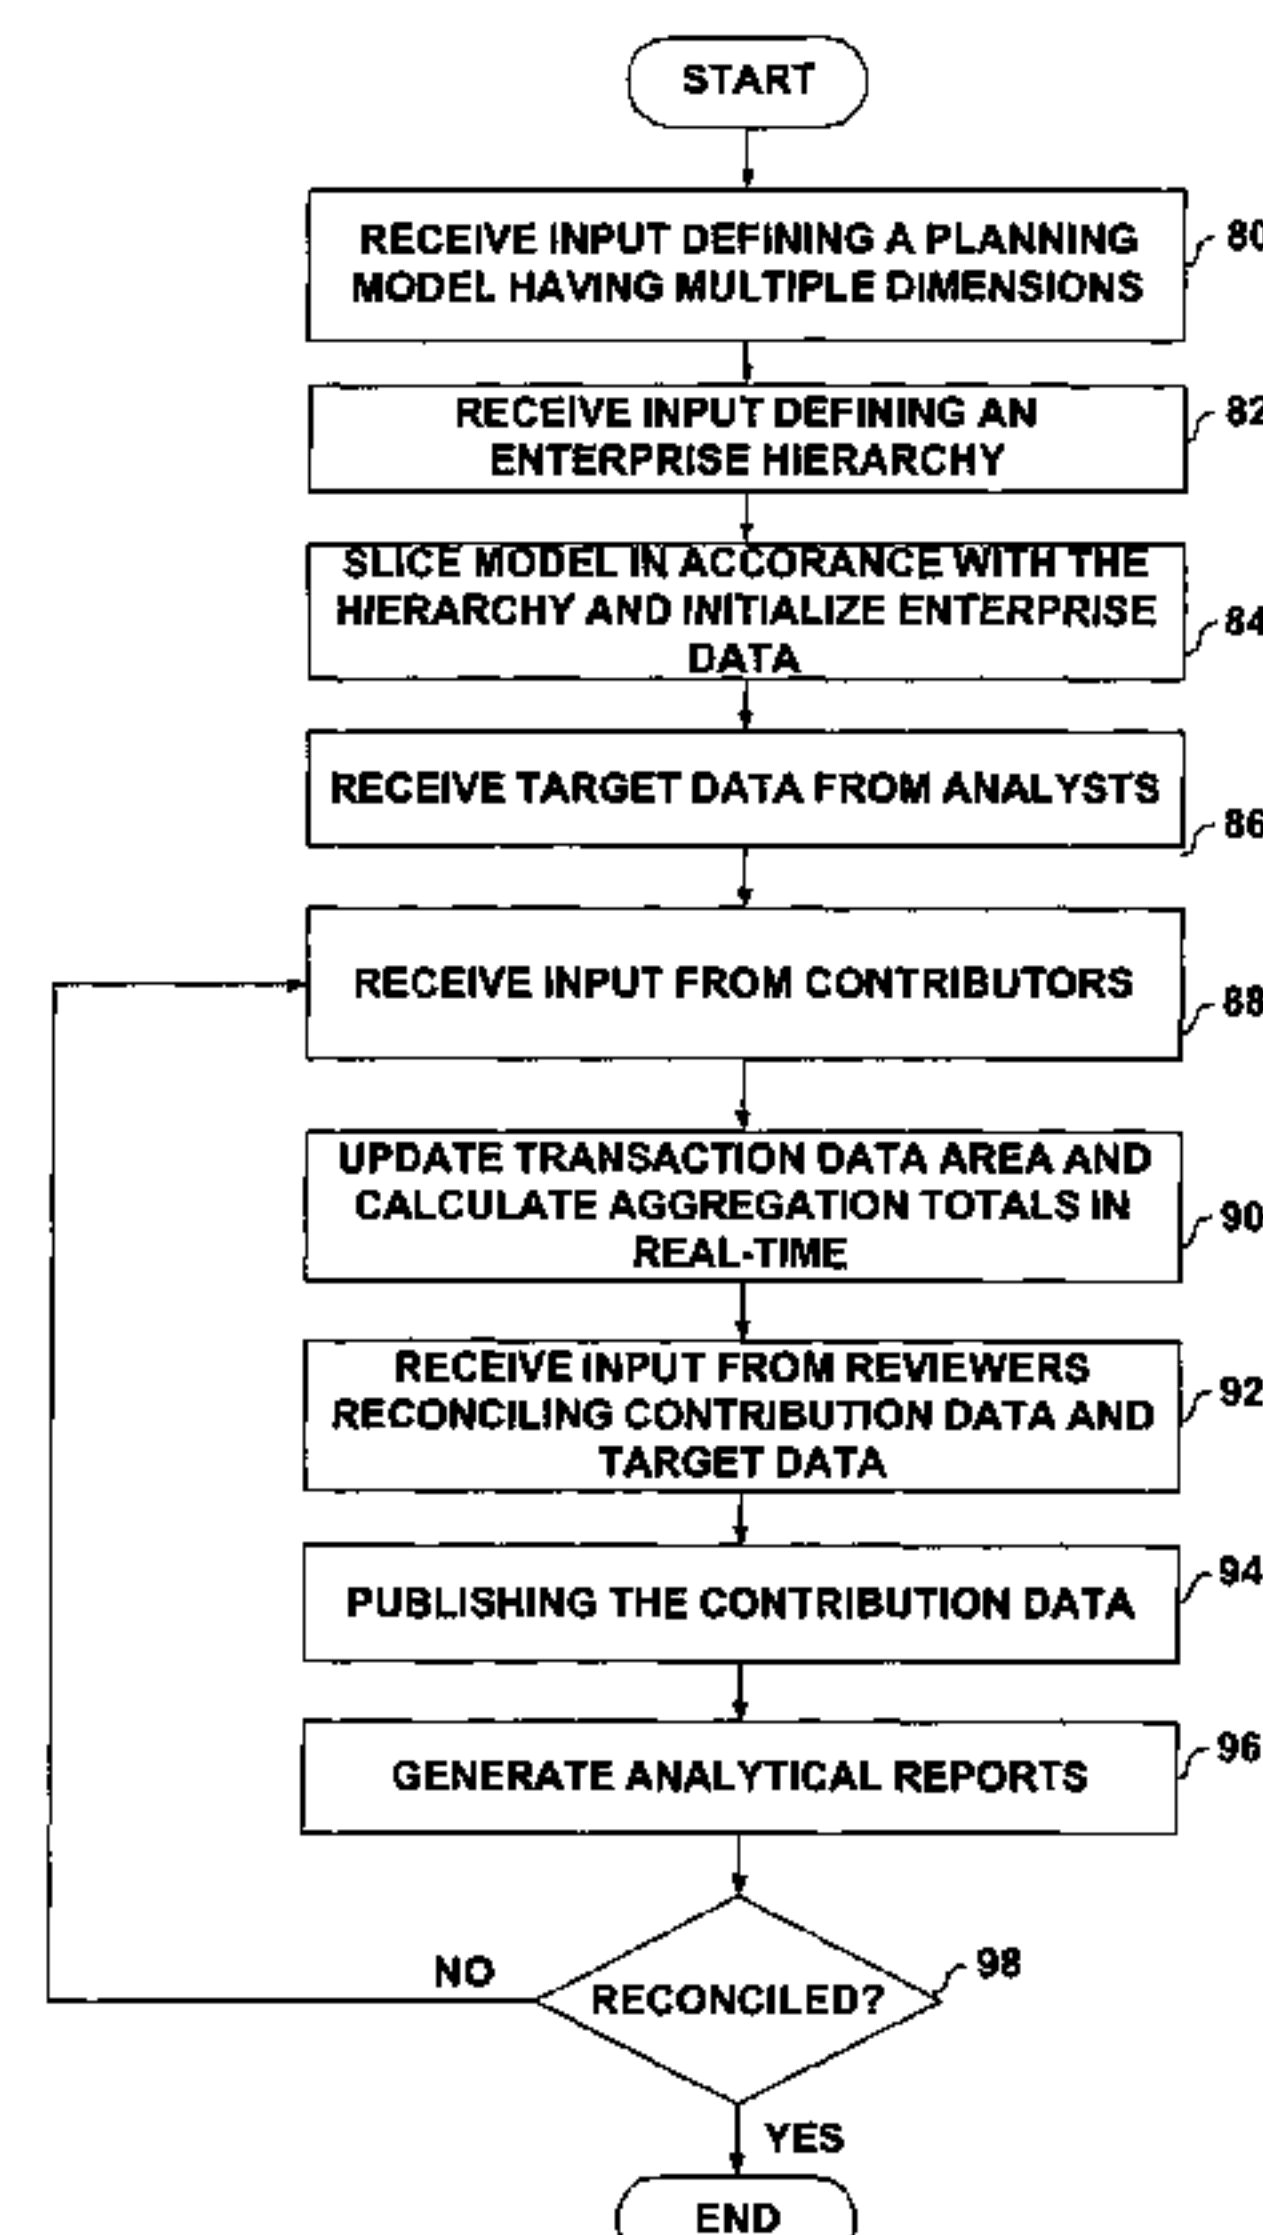 START
RECEIVE INPUT DEFINING A PLANNING
MODEL HAVING MULTIPLE DIMENSIONS
80
RECEIVE INPUT DEFINING AN
ENTERPRISE HIERARCHY
82
SLICE MODEL IN ACCORANCE WITH THE
HIERARCHY AND INITIALIZE ENTERPRISE
DATA
84
RECEIVE TARGET DATA FROM ANALYSTS
86
RECEIVE INPUT FROM CONTRIBUTORS
88
UPDATE TRANSACTION DATA AREA AND
CALCULATE AGGREGATION TOTALS IN
REAL-TIME
90
RECEIVE INPUT FROM REVIEWERS
RECONCILING CONTRIBUTION DATA AND
TARGET DATA
92
PUBLISHING THE CONTRIBUTION DATA
94
GENERATE ANALYTICAL REPORTS
96
RECONCILED?
98
NO
YES
END